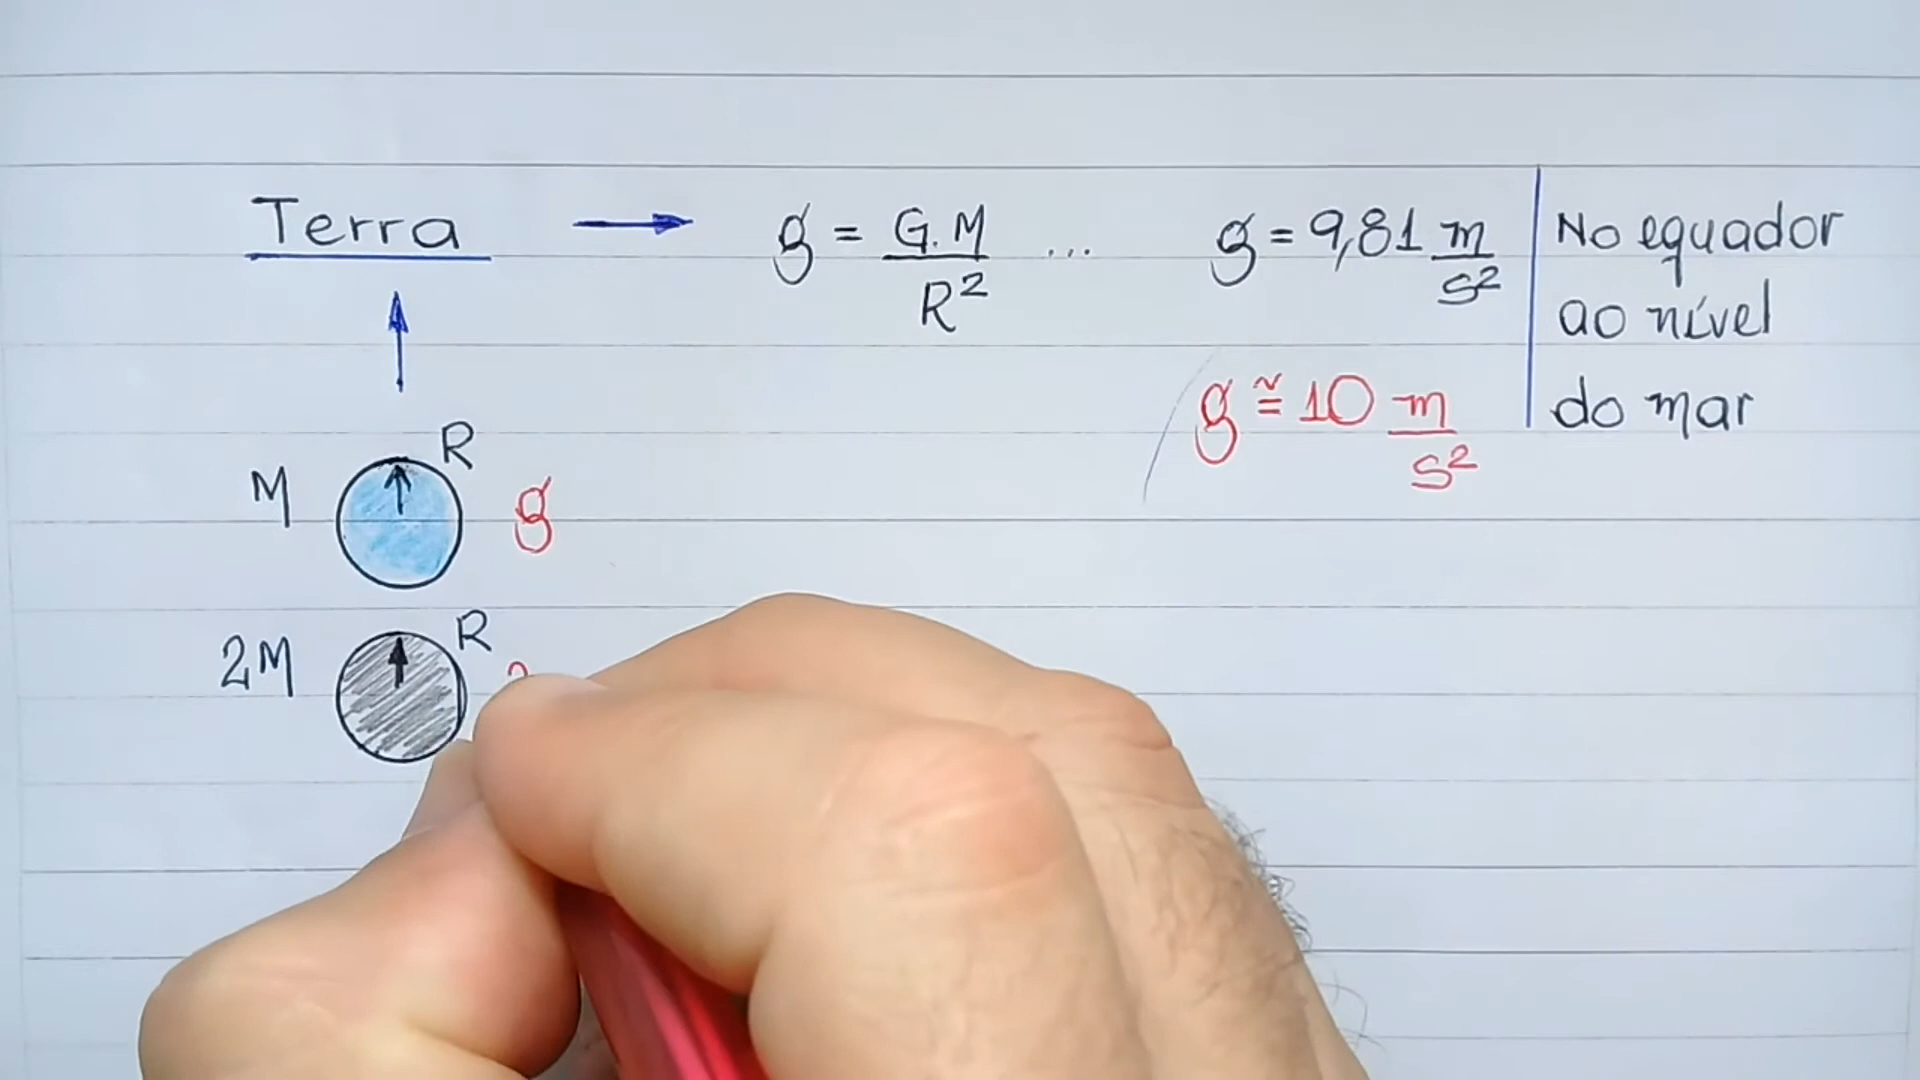 Terra
g = G.M / R² ...
g = 9,81 m/s²
No equador
ao nível
do mar
g ≅ 10 m/s²
R
M
g
R
2M